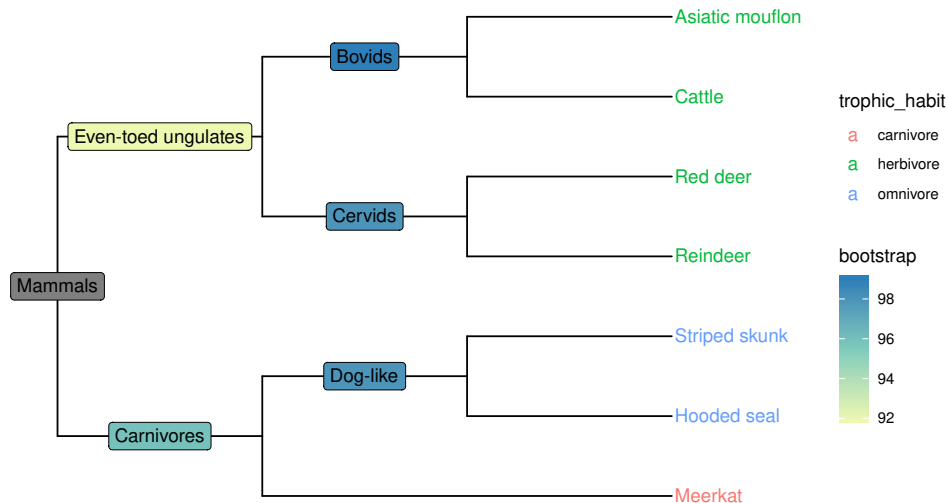 Asiatic mouflon
Bovids
Cattle
Even-toed ungulates
Red deer
Cervids
Reindeer
Mammals
Striped skunk
Dog-like
Hooded seal
Carnivores
Meerkat
trophic_habit
a carnivore
a herbivore
a omnivore
bootstrap
98
96
94
92